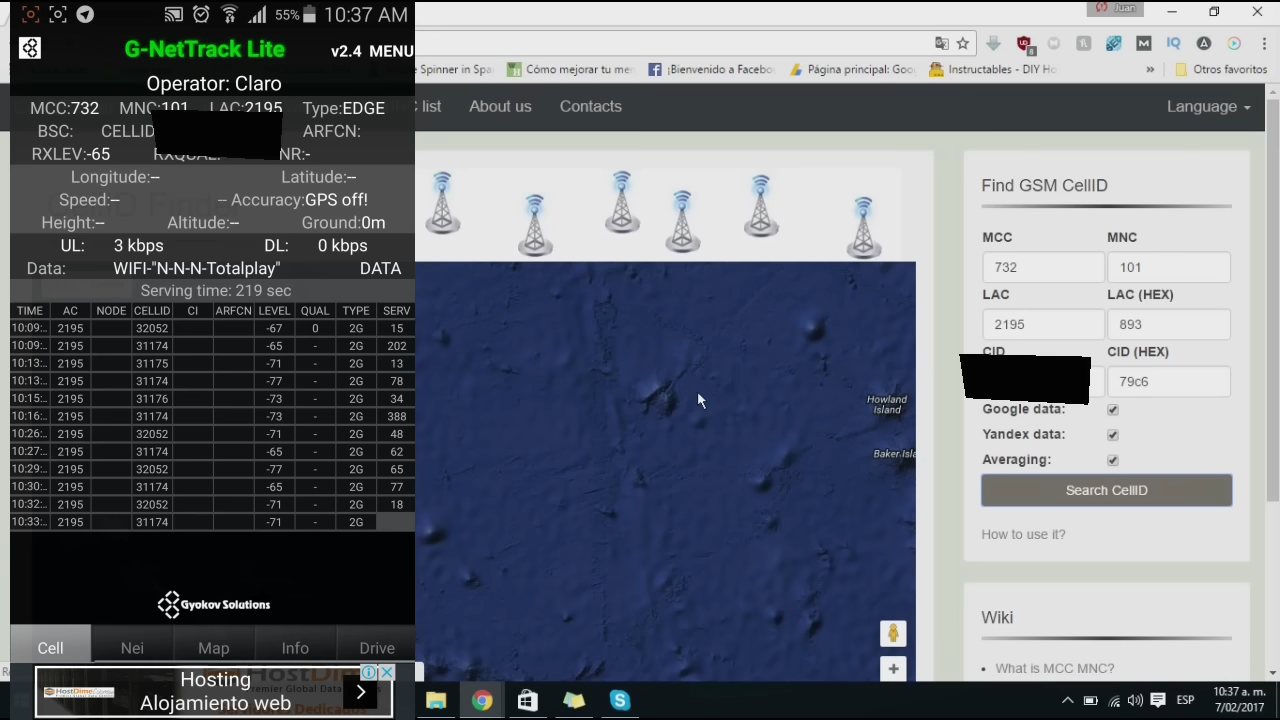 55% 10:37 AM
G-NetTrack Lite v2.4 MENU
Operator: Claro
MCC:732 MNC:101 LAC:2195 Type:EDGE
BSC: CELLID ARFCN:
RXLEV:-65 RXQUAL: NR:-
Longitude:-- Latitude:--
Speed:-- -- Accuracy:GPS off!
Height:-- Altitude:-- Ground:0m
UL: 3 kbps DL: 0 kbps
Data: WIFI-"N-N-N-Totalplay" DATA
Serving time: 219 sec
TIME AC NODE CELLID CI ARFCN LEVEL QUAL TYPE SERV
10:09:.. 2195 32052 -67 0 2G 15
10:09:.. 2195 31174 -65 - 2G 202
10:13:.. 2195 31175 -71 - 2G 13
10:13:.. 2195 31174 -77 - 2G 78
10:15:.. 2195 31176 -73 - 2G 34
10:16:.. 2195 31174 -73 - 2G 388
10:26:.. 2195 32052 -71 - 2G 48
10:27:.. 2195 31174 -65 - 2G 62
10:29:.. 2195 32052 -77 - 2G 65
10:30:.. 2195 31174 -65 - 2G 77
10:32:.. 2195 32052 -71 - 2G 18
10:33:.. 2195 31174 -71 - 2G
Gyokov Solutions
Cell Nei Map Info Drive
HostDime
Hosting
Alojamiento web
Juan
Spinner in Spa
Cómo mejorar tu me
¡Bienvenido a Facebo
Página principal: Goo
Instructables - DIY Ho
» Otros favoritos
list About us Contacts Language
Howland
Island
Baker Isla
Find GSM CellID
MCC MNC
732 101
LAC LAC (HEX)
2195 893
CID CID (HEX)
79c6
Google data:
Yandex data:
Averaging:
Search CellID
How to use it?
Wiki
What is MCC MNC?
ESP
10:37 a. m.
7/02/2017